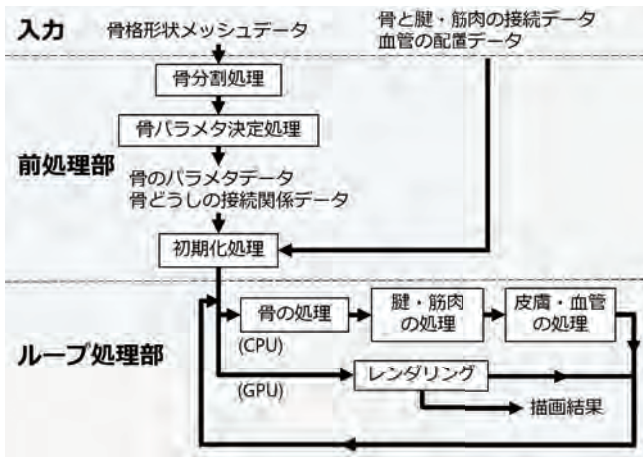 入力
骨格形状メッシュデータ
骨と腱・筋肉の接続データ
血管の配置データ
前処理部
骨分割処理
骨パラメタ決定処理
骨のパラメタデータ
骨どうしの接続関係データ
初期化処理
ループ処理部
骨の処理
腱・筋肉
の処理
皮膚・血管
の処理
(CPU)
レンダリング
(GPU)
描画結果